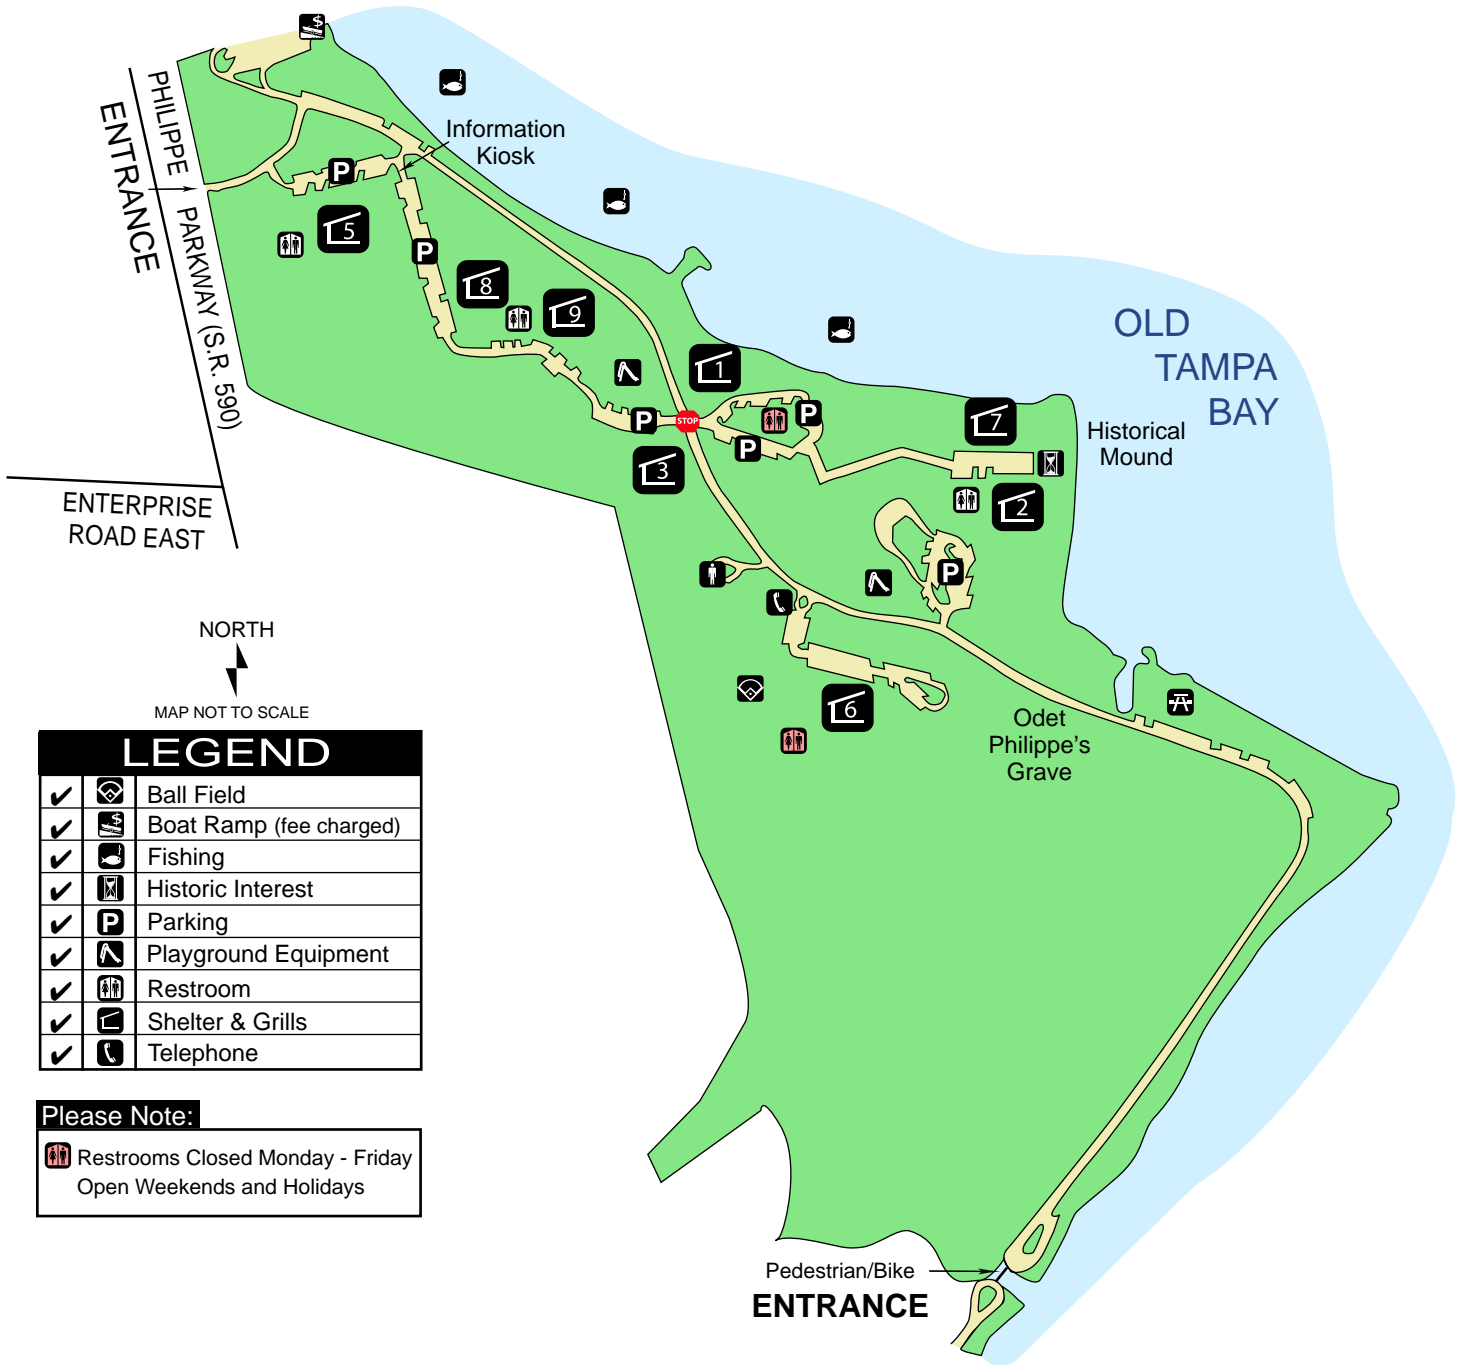 $
PHILIPPE
PARKWAY (S.R. 590)
ENTRANCE
Information
Kiosk
P
5
P
8
9
1
P
STOP
P
P
3
7
2
Historical
Mound
OLD
TAMPA
BAY
ENTERPRISE
ROAD EAST
P
6
Odet
Philippe's
Grave
NORTH
MAP NOT TO SCALE
LEGEND
Ball Field
$ Boat Ramp (fee charged)
Fishing
Historic Interest
P Parking
Playground Equipment
Restroom
Shelter & Grills
Telephone
Please Note:
Restrooms Closed Monday - Friday
Open Weekends and Holidays
Pedestrian/Bike
ENTRANCE